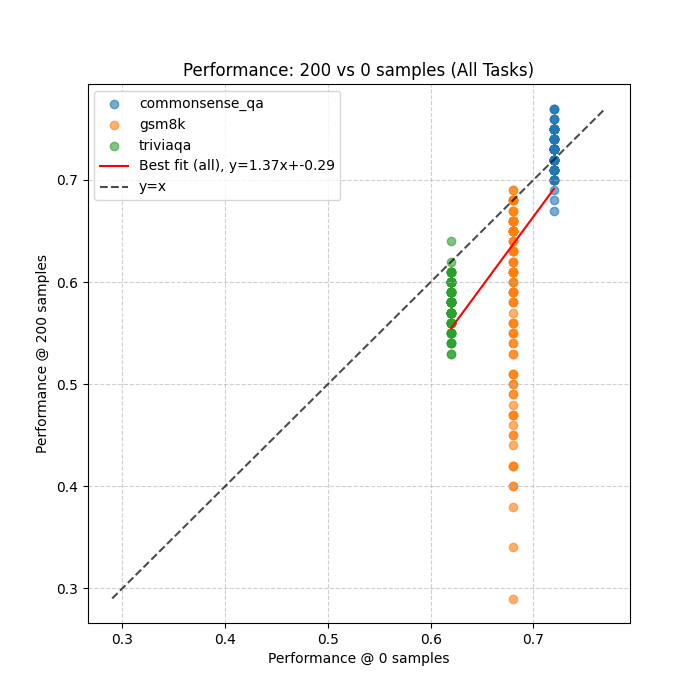 Performance: 200 vs 0 samples (All Tasks)
commonsense_qa
gsm8k
triviaqa
Best fit (all), y=1.37x+-0.29
y=x
Performance @ 200 samples
0.7
0.6
0.5
0.4
0.3
0.3
0.4
0.5
0.6
0.7
Performance @ 0 samples